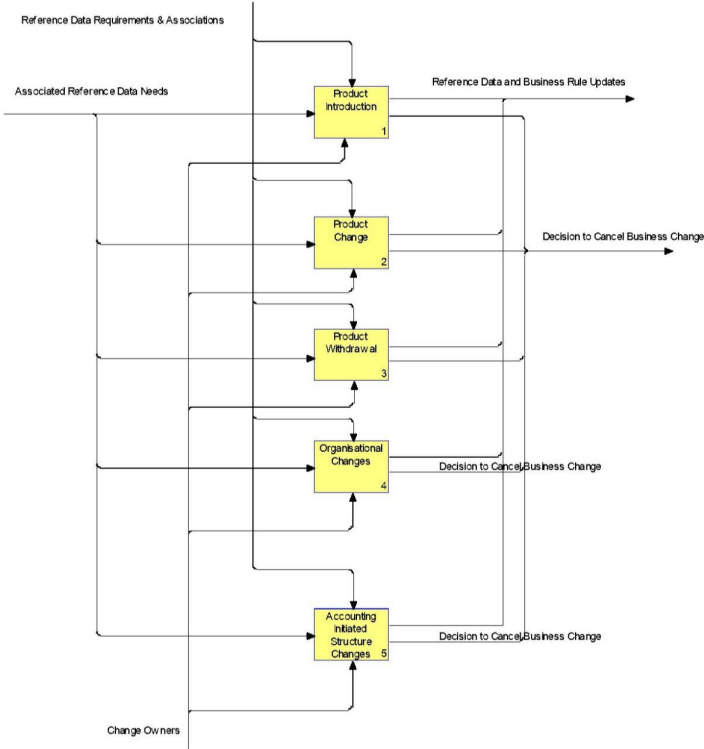 Reference Data Requirements & Associations
Reference Data and Business Rule Updates
Associated Reference Data Needs
Product
Introduction
1
Product
Change
2
Decision to Cancel Business Change
Product
Withdrawal
3
Organisational
Changes
4
Decision to Cancel Business Change
Accounting
Initiated
Structure
Changes
5
Decision to Cancel Business Change
Change Owners